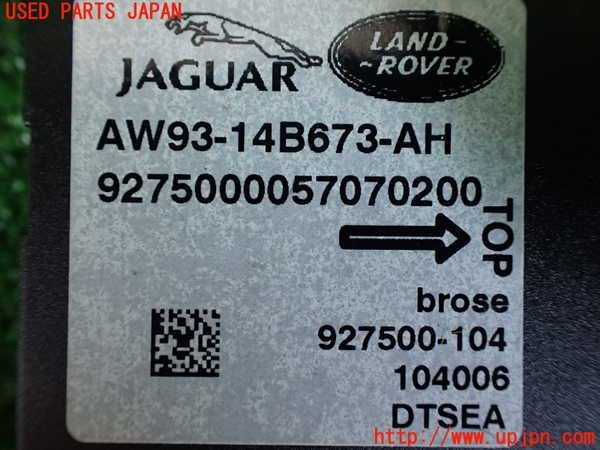 USED PARTS JAPAN
JAGUAR
LAND-
~ROVER
AW93-14B673-AH
9275000057070200
TOP
brose
927500-104
104006
DTSEA
http://www.upjpn.com/